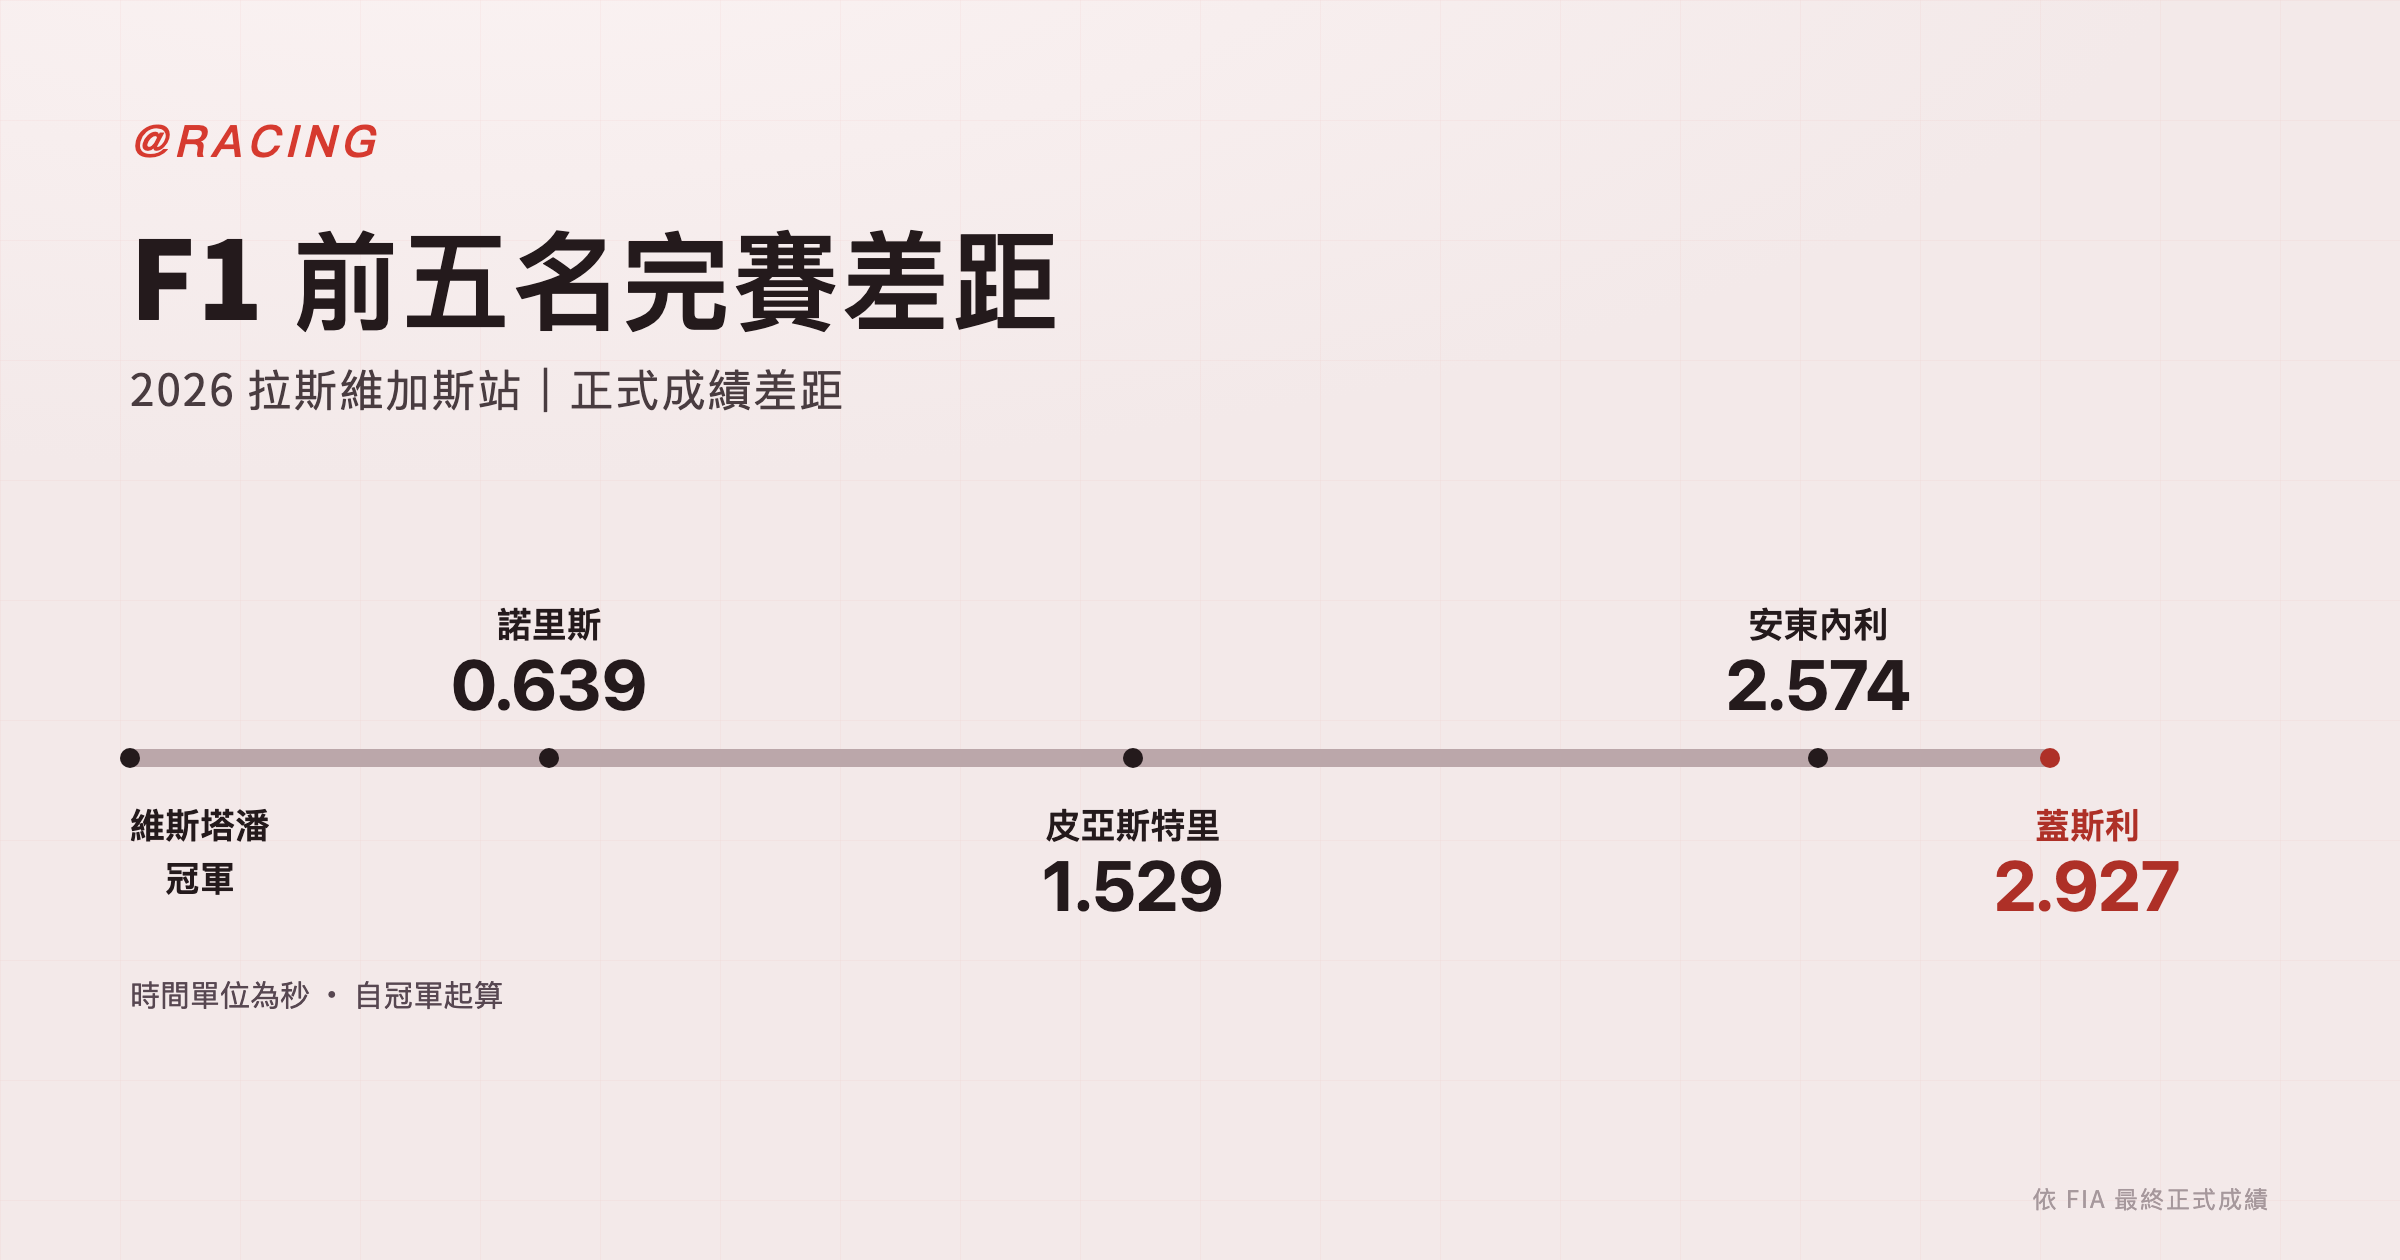 @RACING
F1 前五名完賽差距
2026 拉斯維加斯站｜正式成績差距
諾里斯
0.639
安東內利
2.574
維斯塔潘
冠軍
皮亞斯特里
1.529
蓋斯利
2.927
時間單位為秒 · 自冠軍起算
依 FIA 最終正式成績